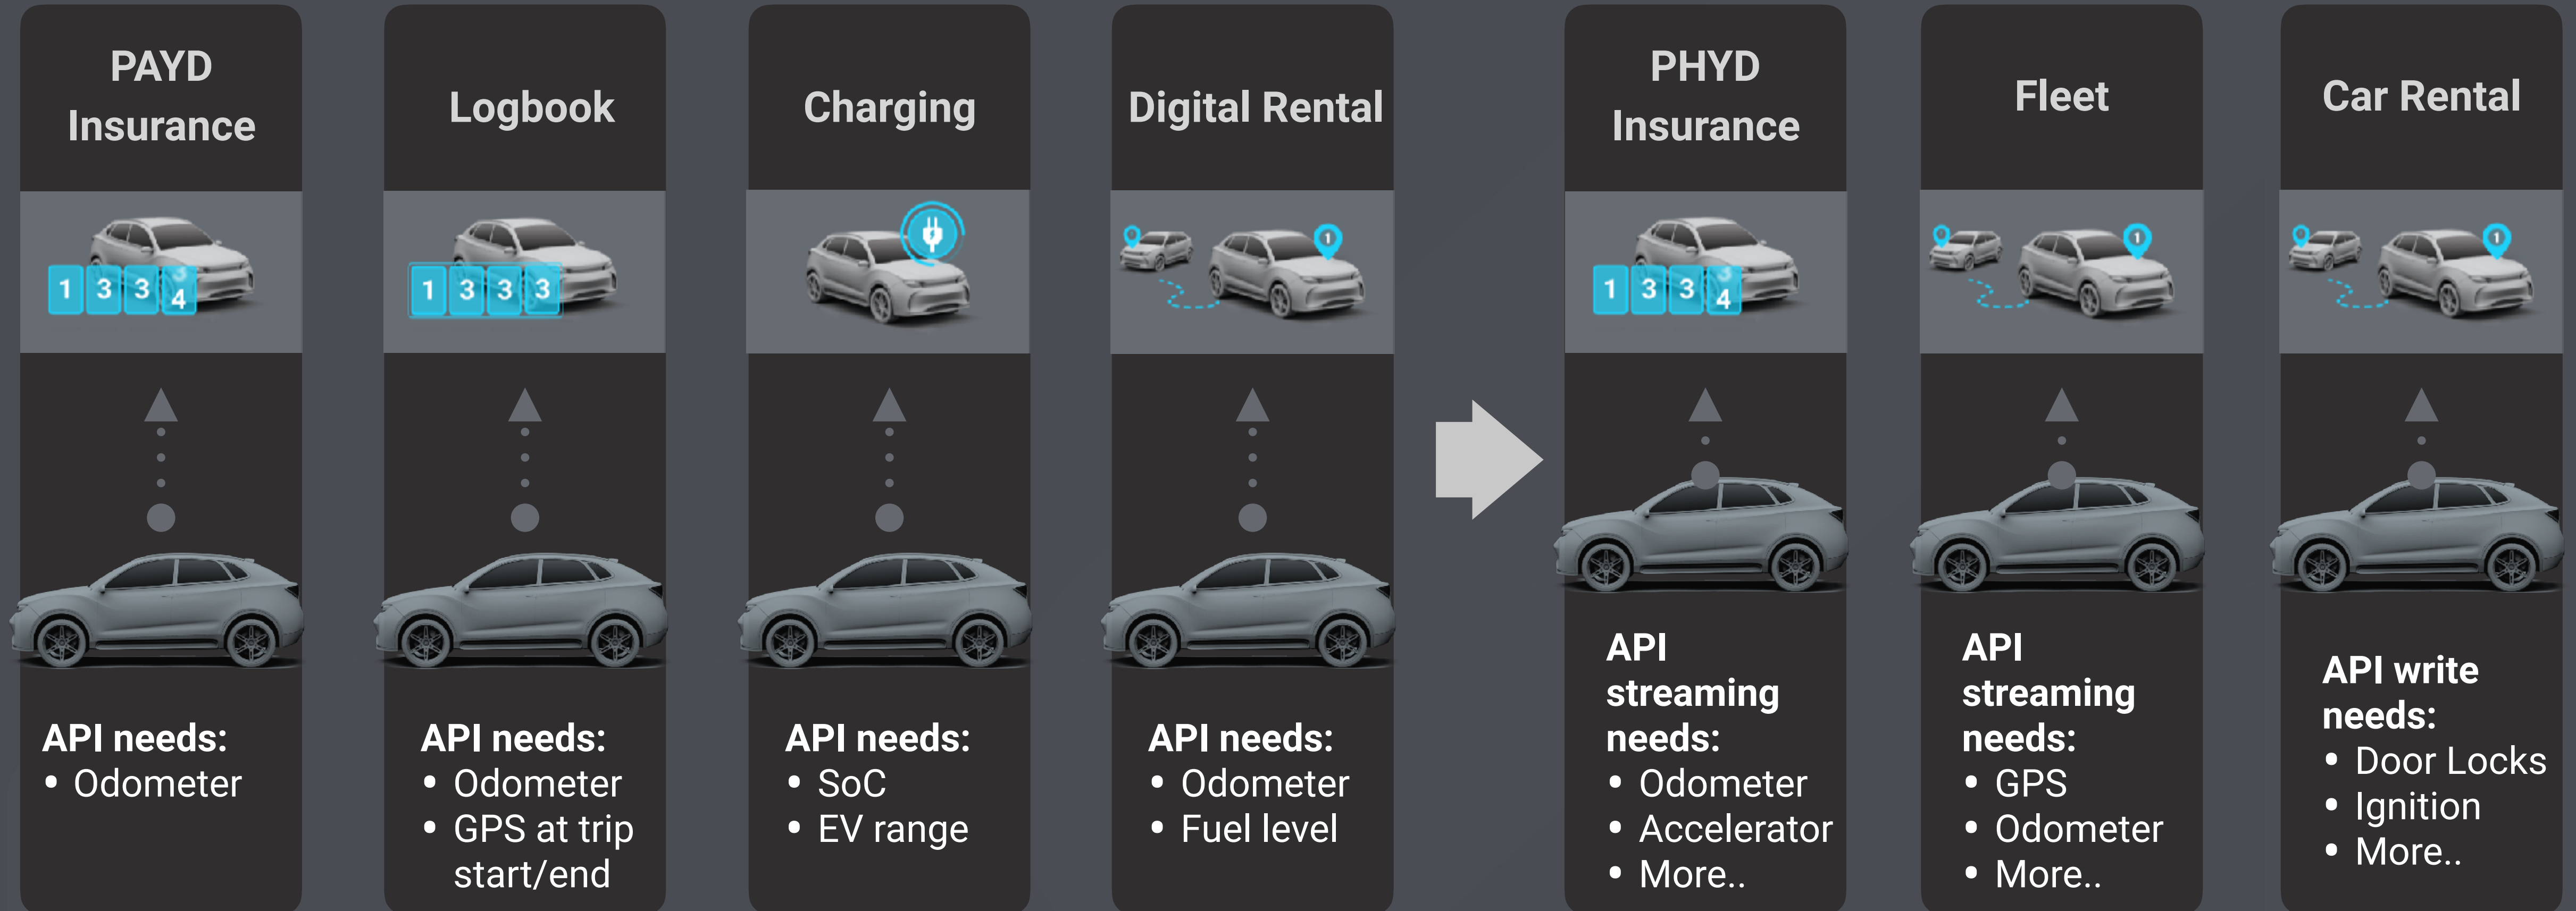 PAYD
Insurance
1 3 3 3 4
API needs:
• Odometer
Logbook
1 3 3 3
API needs:
• Odometer
• GPS at trip
start/end
Charging
API needs:
• SoC
• EV range
Digital Rental
1
API needs:
• Odometer
• Fuel level
PHYD
Insurance
1 3 3 3 4
API
streaming
needs:
• Odometer
• Accelerator
• More..
Fleet
1
API
streaming
needs:
• GPS
• Odometer
• More..
Car Rental
1
API write
needs:
• Door Locks
• Ignition
• More..